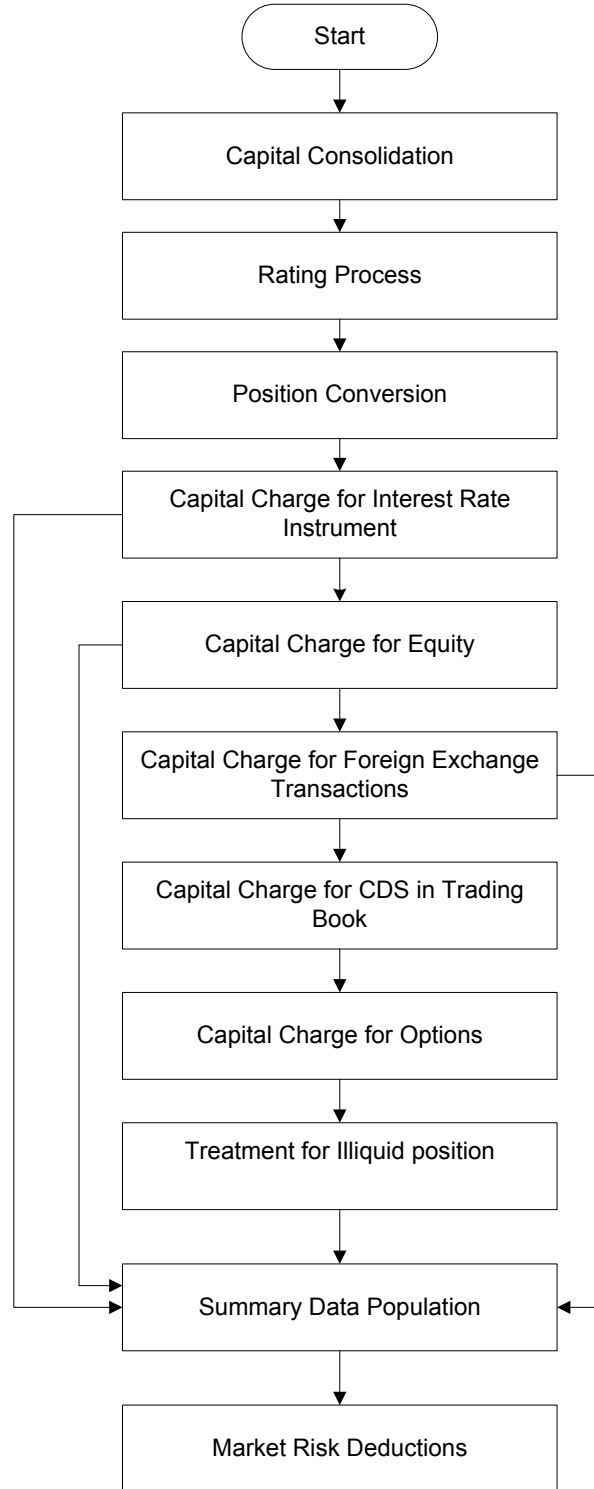 Start
Capital Consolidation
Rating Process
Position Conversion
Capital Charge for Interest Rate
Instrument
Capital Charge for Equity
Capital Charge for Foreign Exchange
Transactions
Capital Charge for CDS in Trading
Book
Capital Charge for Options
Treatment for Illiquid position
Summary Data Population
Market Risk Deductions